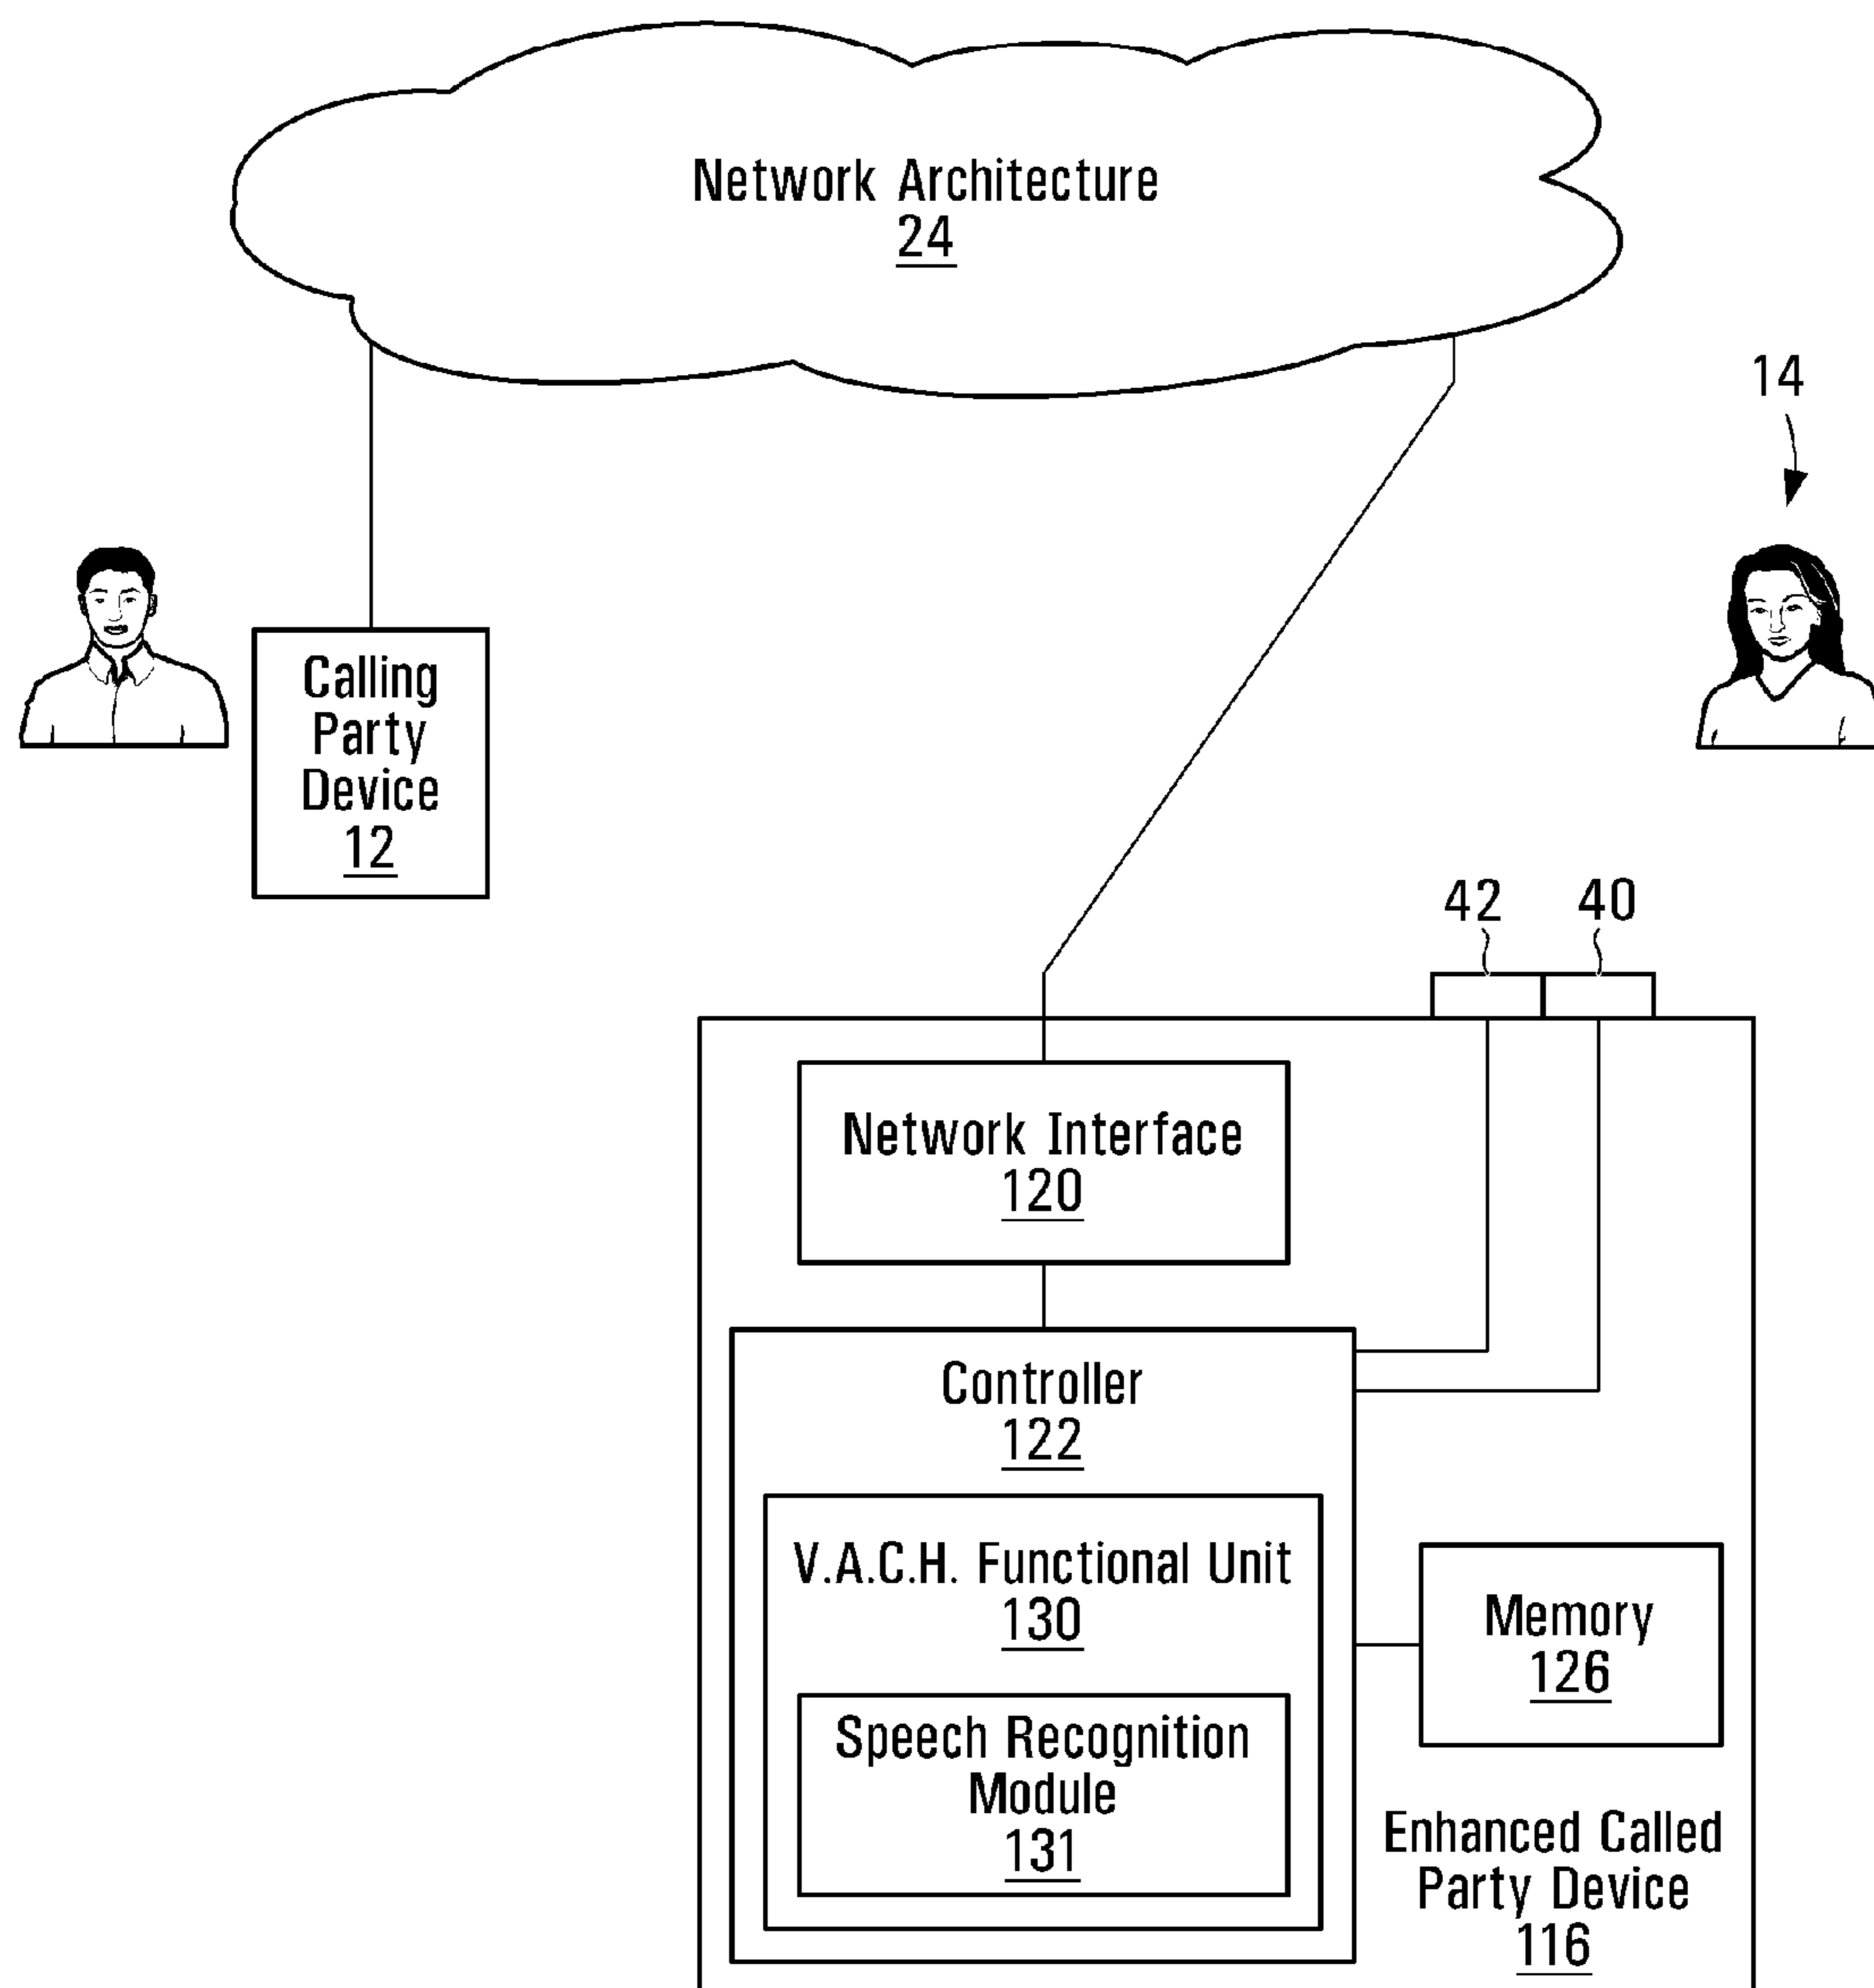 Network Architecture
24
14
Calling
Party
Device
12
42 40
Network Interface
120
Controller
122
V.A.C.H. Functional Unit
130
Memory
126
Speech Recognition
Module
131
Enhanced Called
Party Device
116